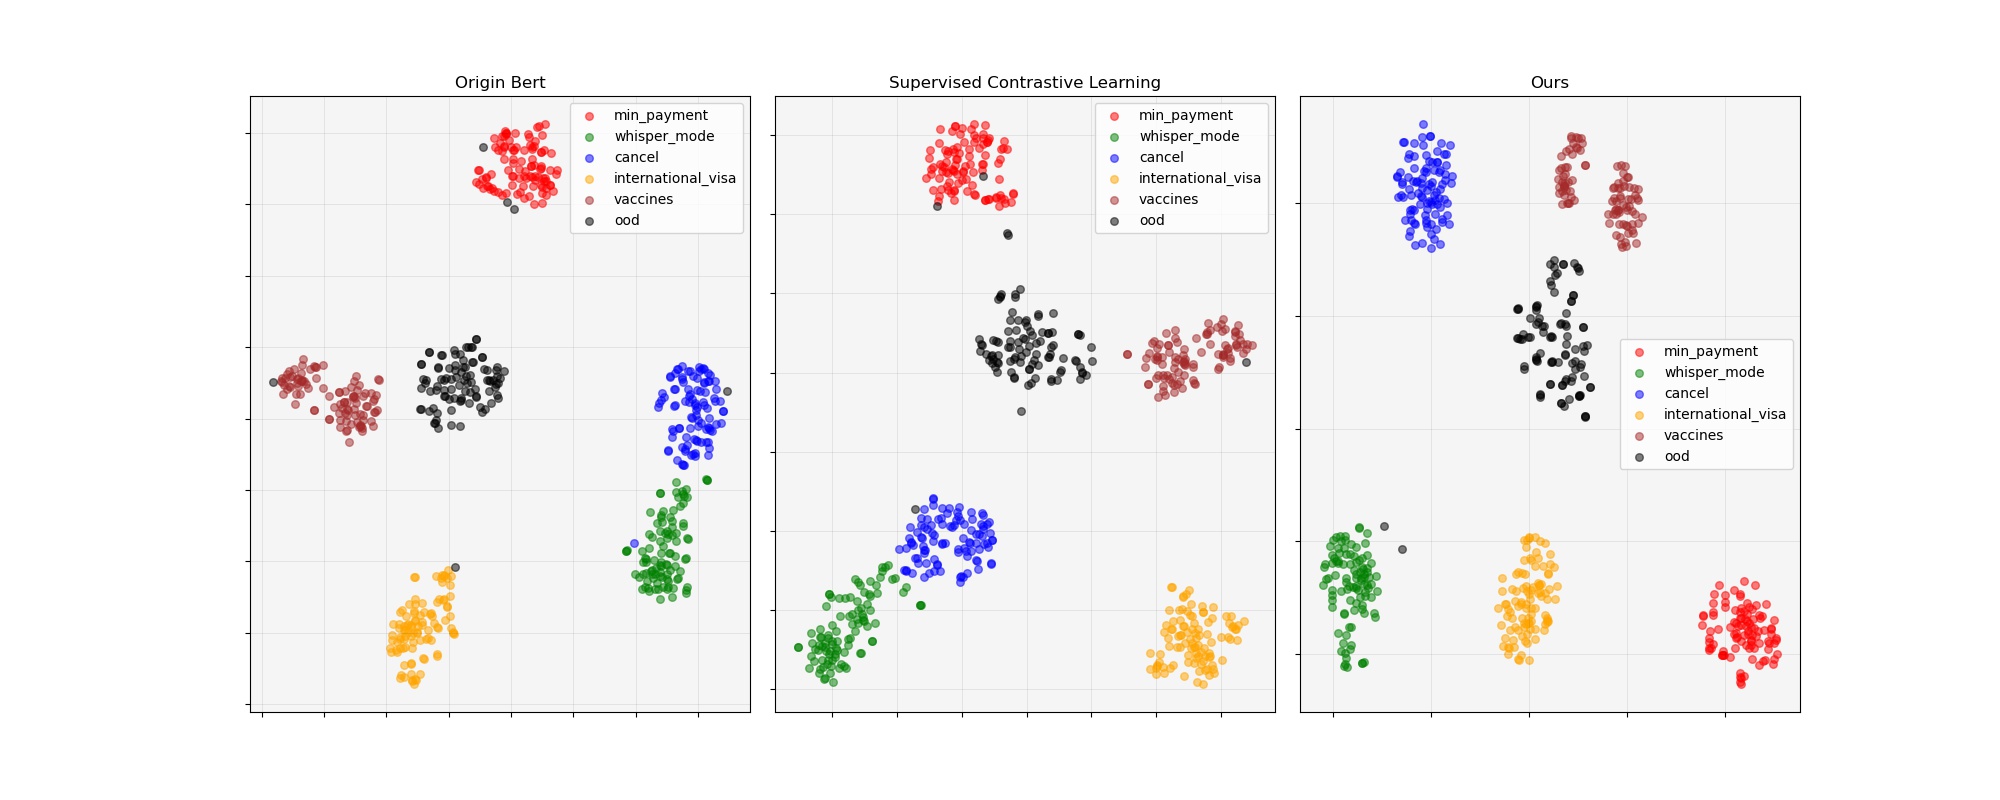 Origin Bert
min_payment
whisper_mode
cancel
international_visa
vaccines
ood
Supervised Contrastive Learning
min_payment
whisper_mode
cancel
international_visa
vaccines
ood
Ours
min_payment
whisper_mode
cancel
international_visa
vaccines
ood